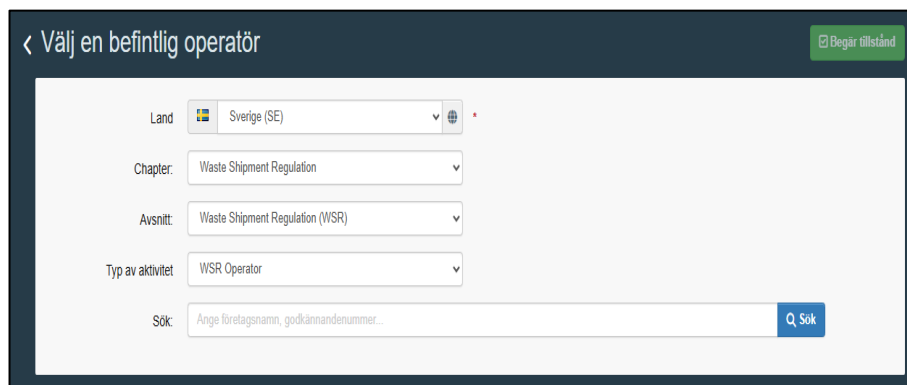 Välj en befintlig operatör
Begär tillstånd
Land Sverige (SE) *
Chapter: Waste Shipment Regulation
Avsnitt: Waste Shipment Regulation (WSR)
Typ av aktivitet WSR Operator
Sök: Ange företagsnamn, godkännandenummer... Sök